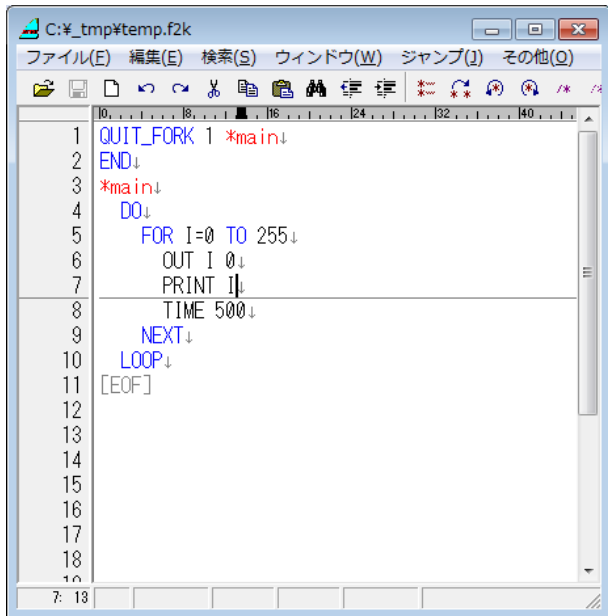 C:¥_tmp¥temp.f2k
ファイル(F) 編集(E) 検索(S) ウィンドウ(W) ジャンプ(J) その他(O)
0 8 16 24 32 40
1 QUIT_FORK 1 *main↓
2 END↓
3 *main↓
4 DO↓
5 FOR I=0 TO 255↓
6 OUT I 0↓
7 PRINT I↓
8 TIME 500↓
9 NEXT↓
10 LOOP↓
11 [EOF]
12
13
14
15
16
17
18
7: 13